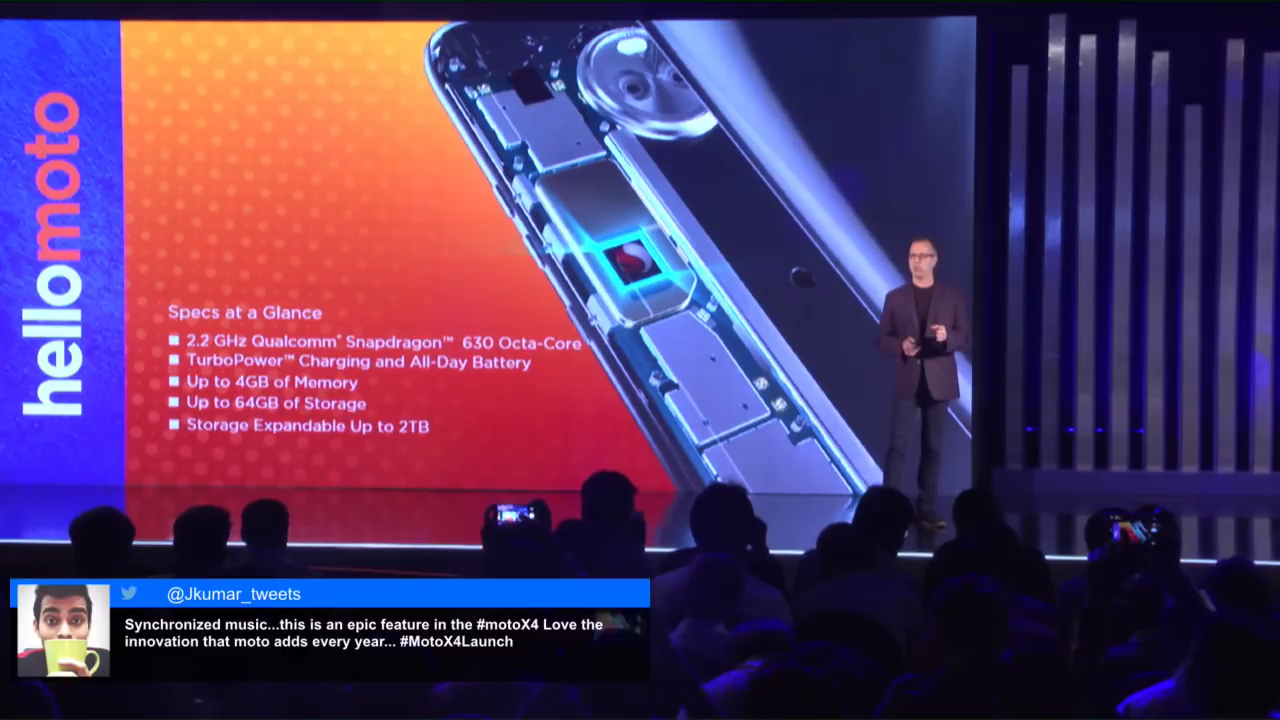 hellomoto
Specs at a Glance
2.2 GHz Qualcomm® Snapdragon™ 630 Octa-Core
TurboPower™ Charging and All-Day Battery
Up to 4GB of Memory
Up to 64GB of Storage
Storage Expandable Up to 2TB
@Jkumar_tweets
Synchronized music...this is an epic feature in the #motoX4 Love the
innovation that moto adds every year... #MotoX4Launch